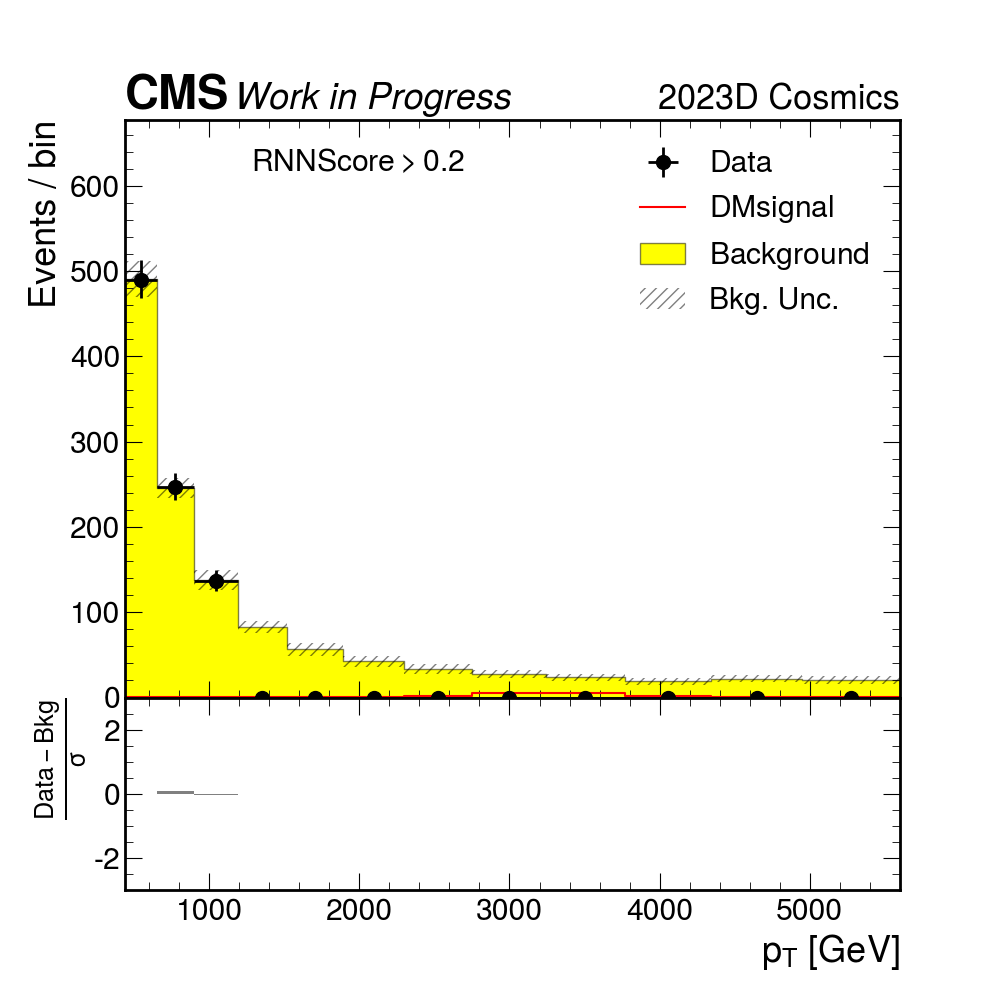 CMS Work in Progress 2023D Cosmics
RNNScore > 0.2
Data
DMsignal
Background
Bkg. Unc.
Events / bin
600
500
400
300
200
100
0
Data – Bkg
σ
2
0
-2
1000 2000 3000 4000 5000
pT [GeV]